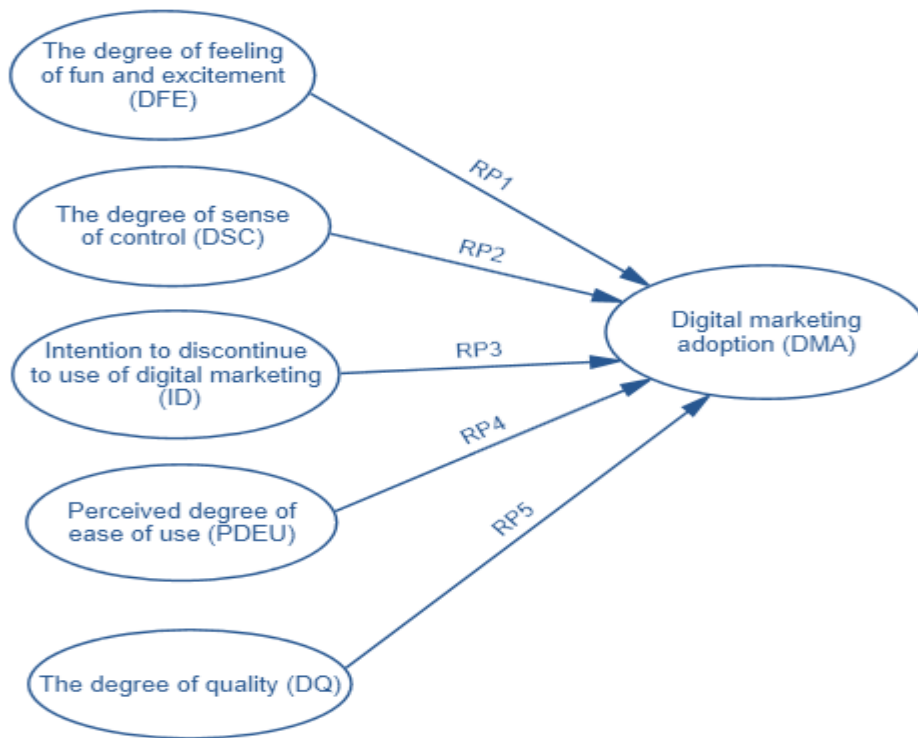 The degree of feeling
of fun and excitement
(DFE)
RP1
The degree of sense
of control (DSC)
RP2
Digital marketing
adoption (DMA)
Intention to discontinue
to use of digital marketing
(ID)
RP3
Perceived degree of
ease of use (PDEU)
RP4
The degree of quality (DQ)
RP5